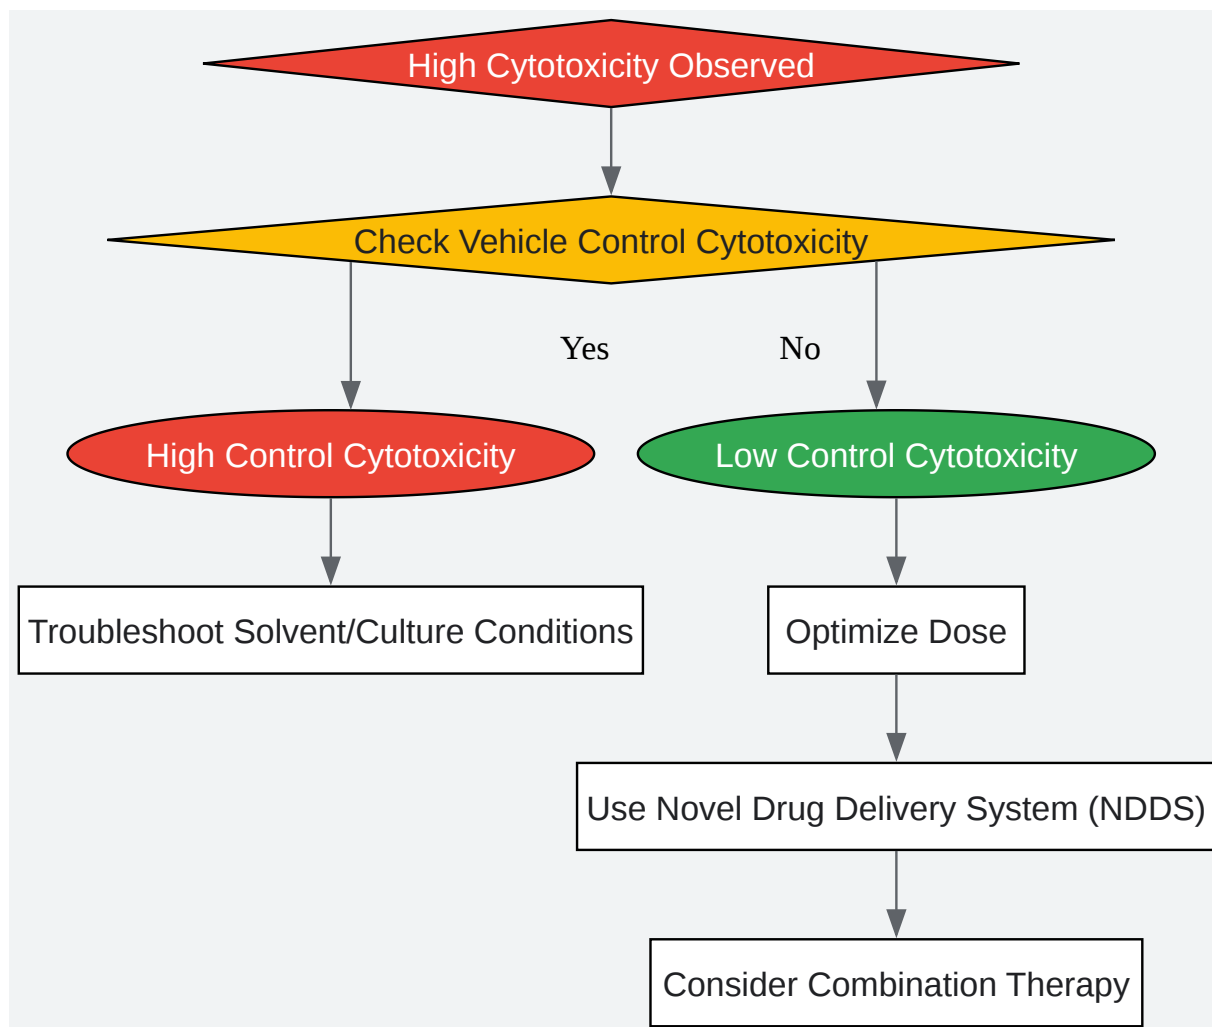 High Cytotoxicity Observed
Check Vehicle Control Cytotoxicity
Yes
No
High Control Cytotoxicity
Low Control Cytotoxicity
Troubleshoot Solvent/Culture Conditions
Optimize Dose
Use Novel Drug Delivery System (NDDS)
Consider Combination Therapy